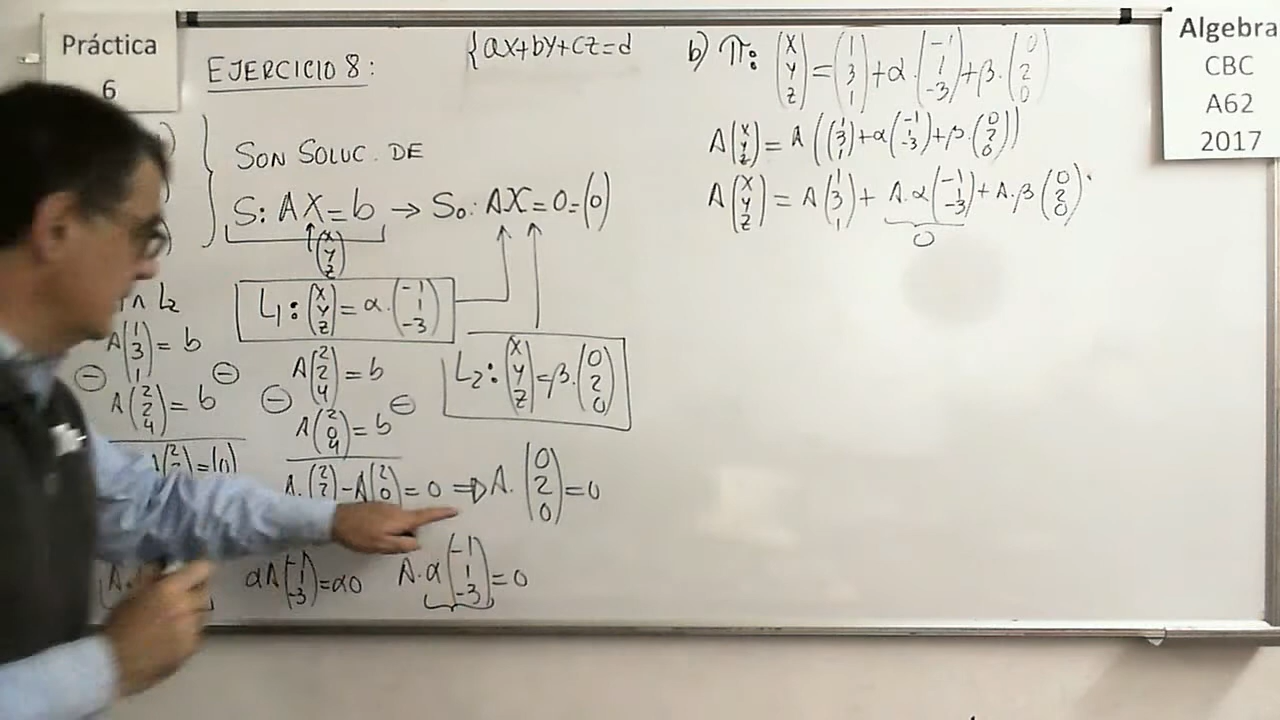 Práctica
6
Algebra
CBC
A62
2017
EJERCICIO 8:
{ax+by+cz=d
SON SOLUC. DE
S: AX=b → S₀: AX=0=(0)
(x y z)
L₁: (x y z) = α.(-1 1 -3)
L₂: (x y z) = β.(0 2 0)
∩ L₂
A(1 3 1) = b
⊖ ⊖
A(2 2 4) = b
A(2 2 4) = b
⊖ ⊖
A(2 0 4) = b
=(0)
A.(2 2 -A(2 0 =0 ⇒ A.(0 2 0)=0
A.
αA(-1 1 -3)=α0
A.α(-1 1 -3)=0
b) π: (x y z) = (1 3 1)+α.(-1 1 -3)+β.(0 2 0)
A(x y z) = A((1 3 1)+α(-1 1 -3)+β.(0 2 0))
A(x y z) = A(1 3 1) + A.α(-1 1 -3) + A.β(0 2 0)
0